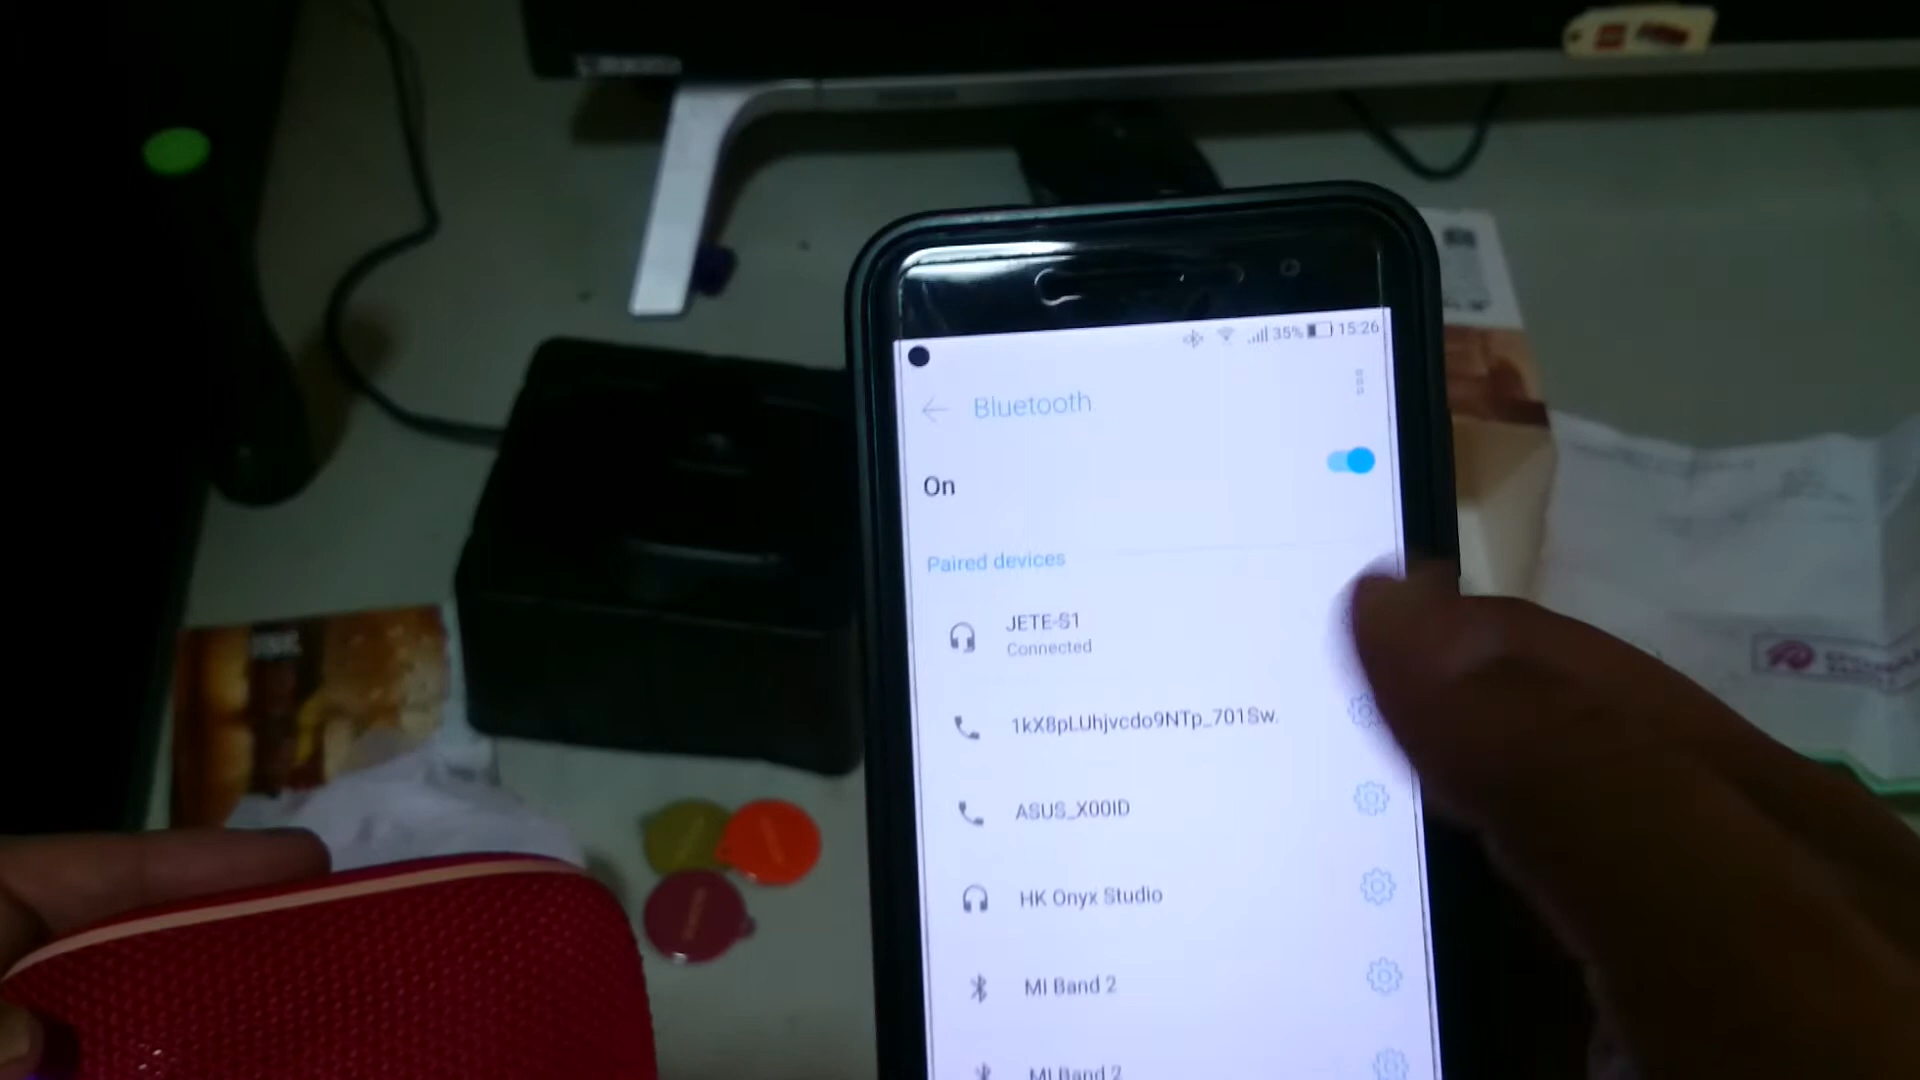 35% 15:26
Bluetooth
On
Paired devices
JETE-S1
Connected
1kX8pLUhjvcdo9NTp_701Sw.
ASUS_X00ID
HK Onyx Studio
MI Band 2
MI Band 2